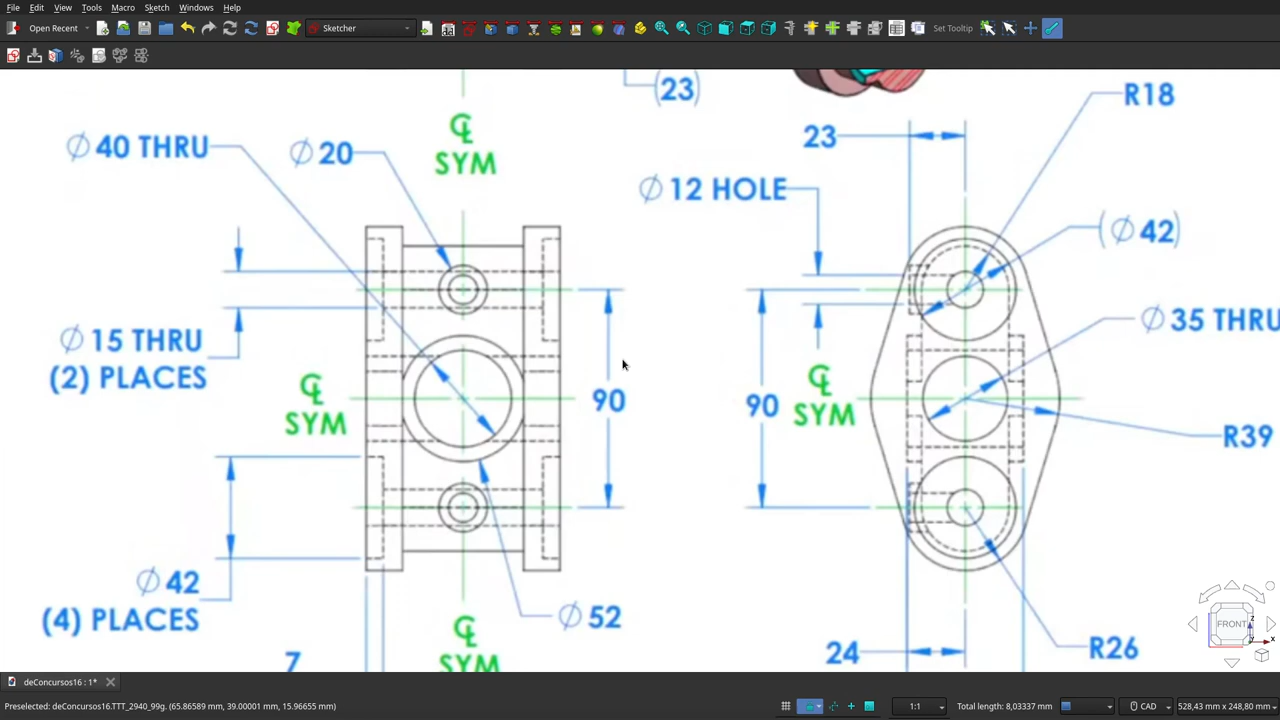 File Edit View Tools Macro Sketch Windows Help
Open Recent Sketcher Set Tooltip
(23)
R18
23
℄
SYM
∅ 40 THRU
∅ 20
∅ 12 HOLE
(∅ 42)
∅ 35 THRU
∅ 15 THRU
(2) PLACES
℄
SYM
90
90
℄
SYM
R39
∅ 42
(4) PLACES
∅ 52
℄
SYM
7
24
R26
FRONT
z
x
deConcursos16 : 1*
Preselected: deConcursos16.TTT_2940_99g. (65.86589 mm, 39.00001 mm, 15.96655 mm)
1:1
Total length: 8,03337 mm
CAD
528,43 mm x 248,80 mm